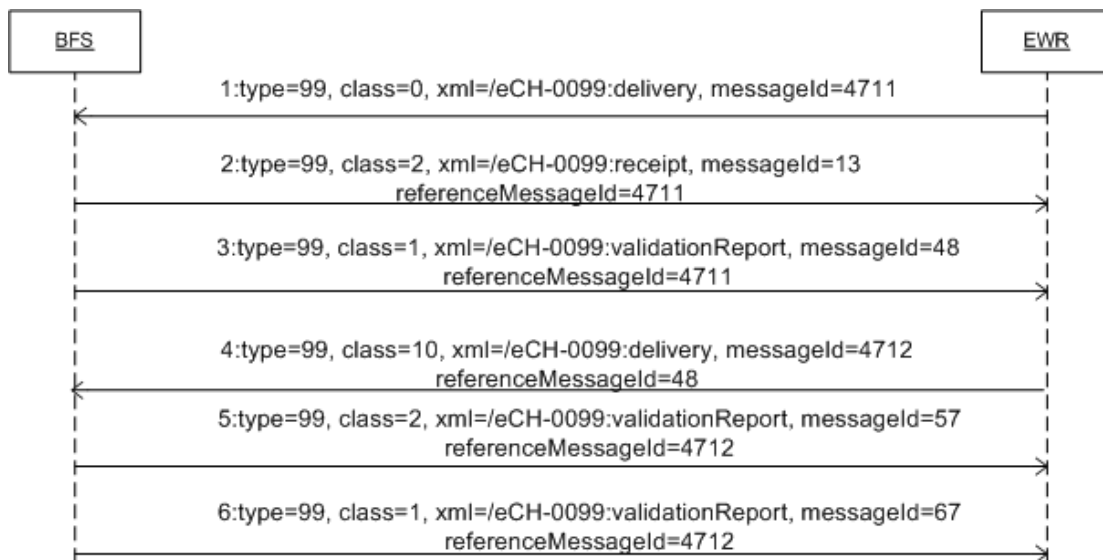 BFS
EWR
1:type=99, class=0, xml=/eCH-0099:delivery, messageId=4711
2:type=99, class=2, xml=/eCH-0099:receipt, messageId=13
referenceMessageId=4711
3:type=99, class=1, xml=/eCH-0099:validationReport, messageId=48
referenceMessageId=4711
4:type=99, class=10, xml=/eCH-0099:delivery, messageId=4712
referenceMessageId=48
5:type=99, class=2, xml=/eCH-0099:validationReport, messageId=57
referenceMessageId=4712
6:type=99, class=1, xml=/eCH-0099:validationReport, messageId=67
referenceMessageId=4712